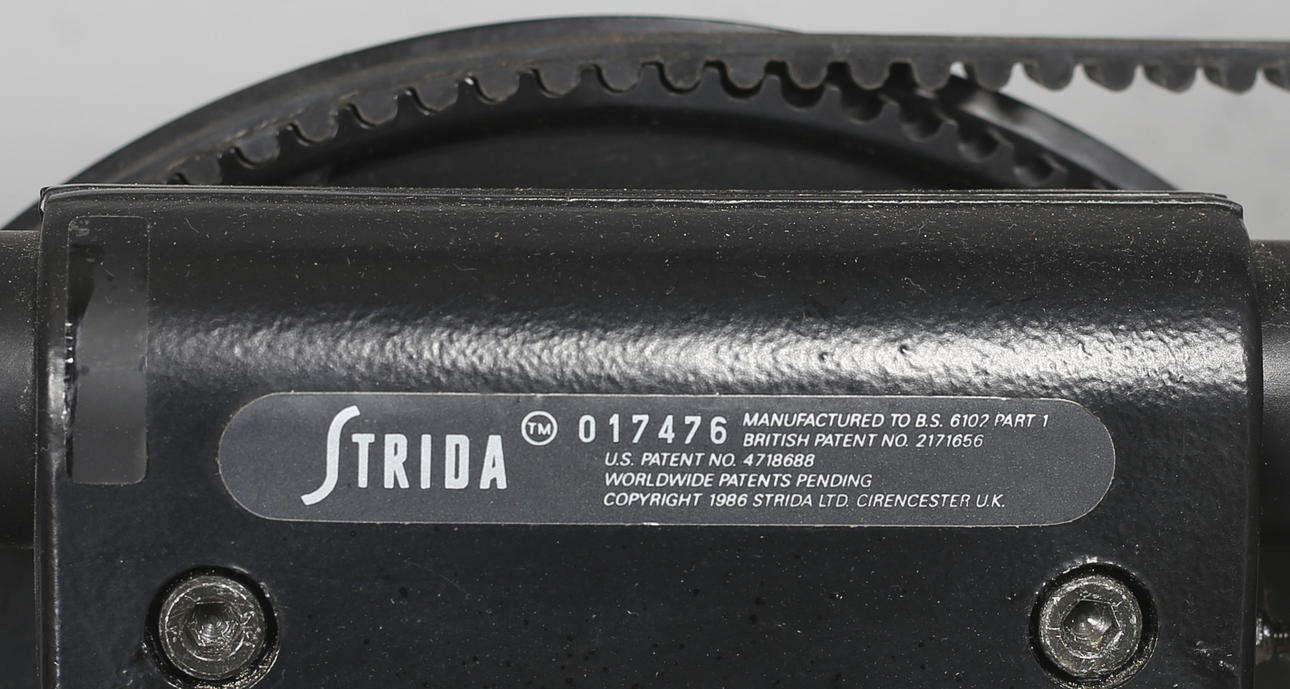 STRIDA TM 017476 MANUFACTURED TO B.S. 6102 PART 1
BRITISH PATENT NO. 2171656
U.S. PATENT NO. 4718688
WORLDWIDE PATENTS PENDING
COPYRIGHT 1986 STRIDA LTD. CIRENCESTER U.K.